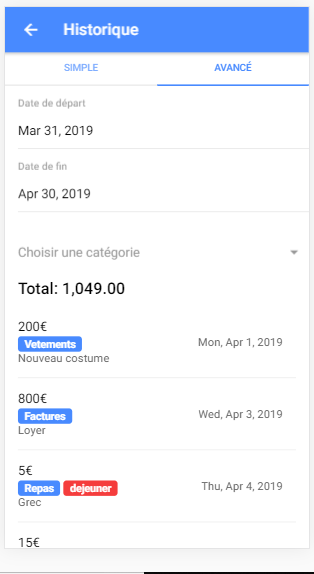 Historique
SIMPLE AVANCÉ
Date de départ
Mar 31, 2019
Date de fin
Apr 30, 2019
Choisir une catégorie
Total: 1,049.00
200€
Vetements Mon, Apr 1, 2019
Nouveau costume
800€
Factures Wed, Apr 3, 2019
Loyer
5€
Repas dejeuner Thu, Apr 4, 2019
Grec
15€